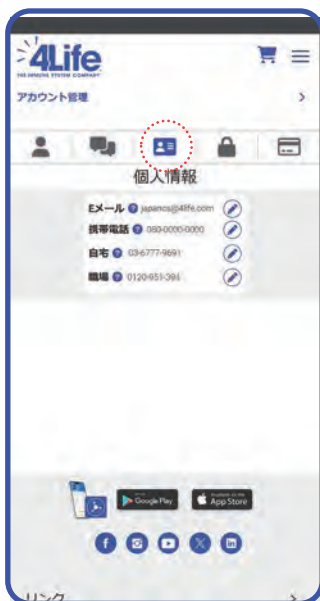 4Life
THE IMMUNE SYSTEM COMPANY
アカウント管理
個人情報
Eメール japancs@4life.com
携帯電話 080-0000-0000
自宅 03-6777-9691
職場 0120-951-394
Google Play
App Store
リンク